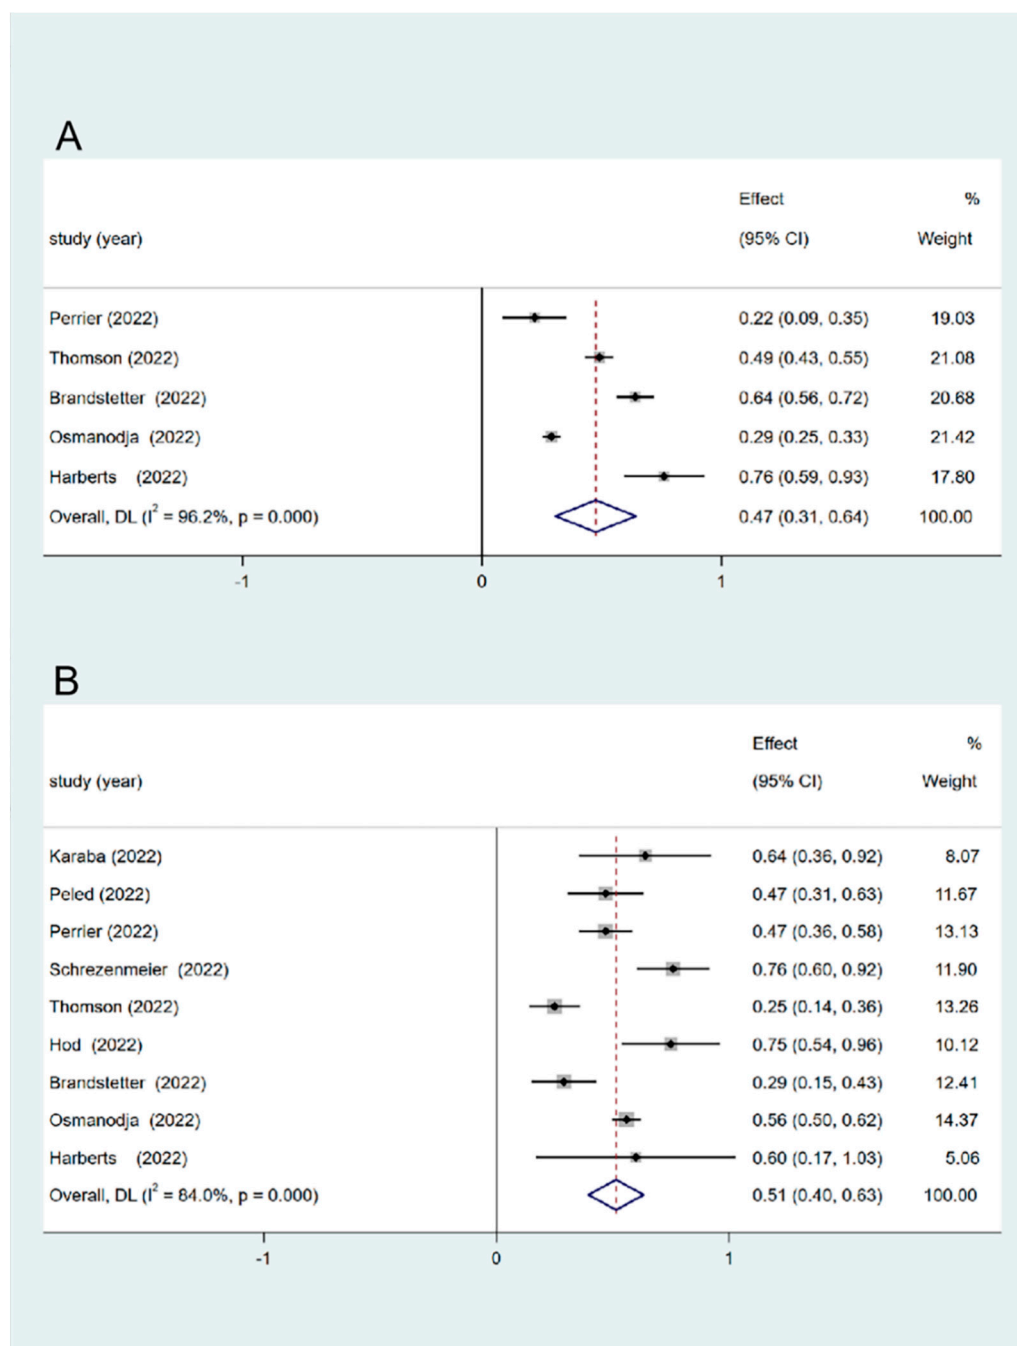 A
Effect %
study (year) (95% CI) Weight
Perrier (2022) 0.22 (0.09, 0.35) 19.03
Thomson (2022) 0.49 (0.43, 0.55) 21.08
Brandstetter (2022) 0.64 (0.56, 0.72) 20.68
Osmanodja (2022) 0.29 (0.25, 0.33) 21.42
Harberts (2022) 0.76 (0.59, 0.93) 17.80
Overall, DL (I² = 96.2%, p = 0.000) 0.47 (0.31, 0.64) 100.00
-1 0 1
B
Effect %
study (year) (95% CI) Weight
Karaba (2022) 0.64 (0.36, 0.92) 8.07
Peled (2022) 0.47 (0.31, 0.63) 11.67
Perrier (2022) 0.47 (0.36, 0.58) 13.13
Schrezenmeier (2022) 0.76 (0.60, 0.92) 11.90
Thomson (2022) 0.25 (0.14, 0.36) 13.26
Hod (2022) 0.75 (0.54, 0.96) 10.12
Brandstetter (2022) 0.29 (0.15, 0.43) 12.41
Osmanodja (2022) 0.56 (0.50, 0.62) 14.37
Harberts (2022) 0.60 (0.17, 1.03) 5.06
Overall, DL (I² = 84.0%, p = 0.000) 0.51 (0.40, 0.63) 100.00
-1 0 1